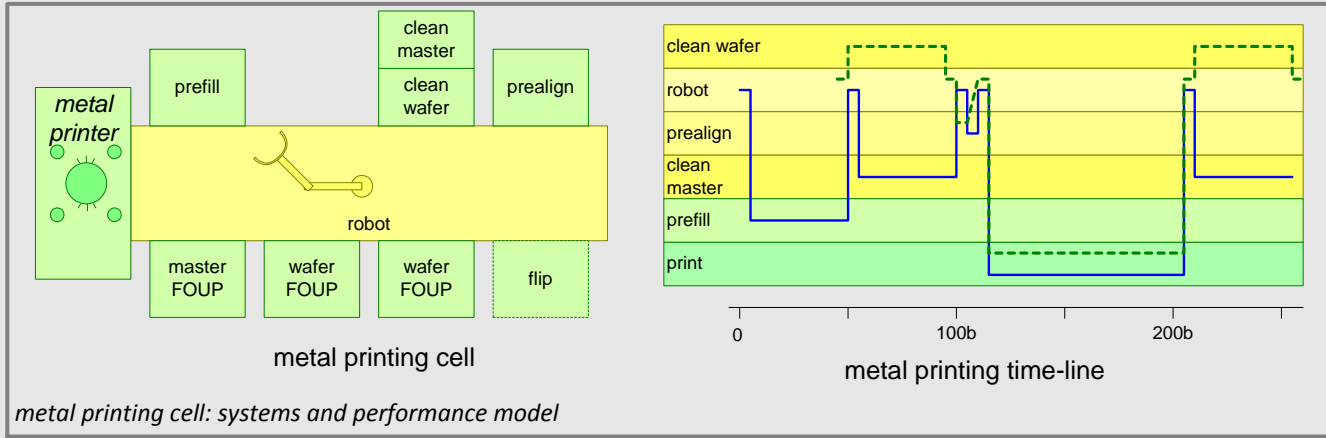 clean
master
prefill
clean
wafer
prealign
metal
printer
robot
master
FOUP
wafer
FOUP
wafer
FOUP
flip
metal printing cell
clean wafer
robot
prealign
clean
master
prefill
print
0
100b
200b
metal printing time-line
metal printing cell: systems and performance model